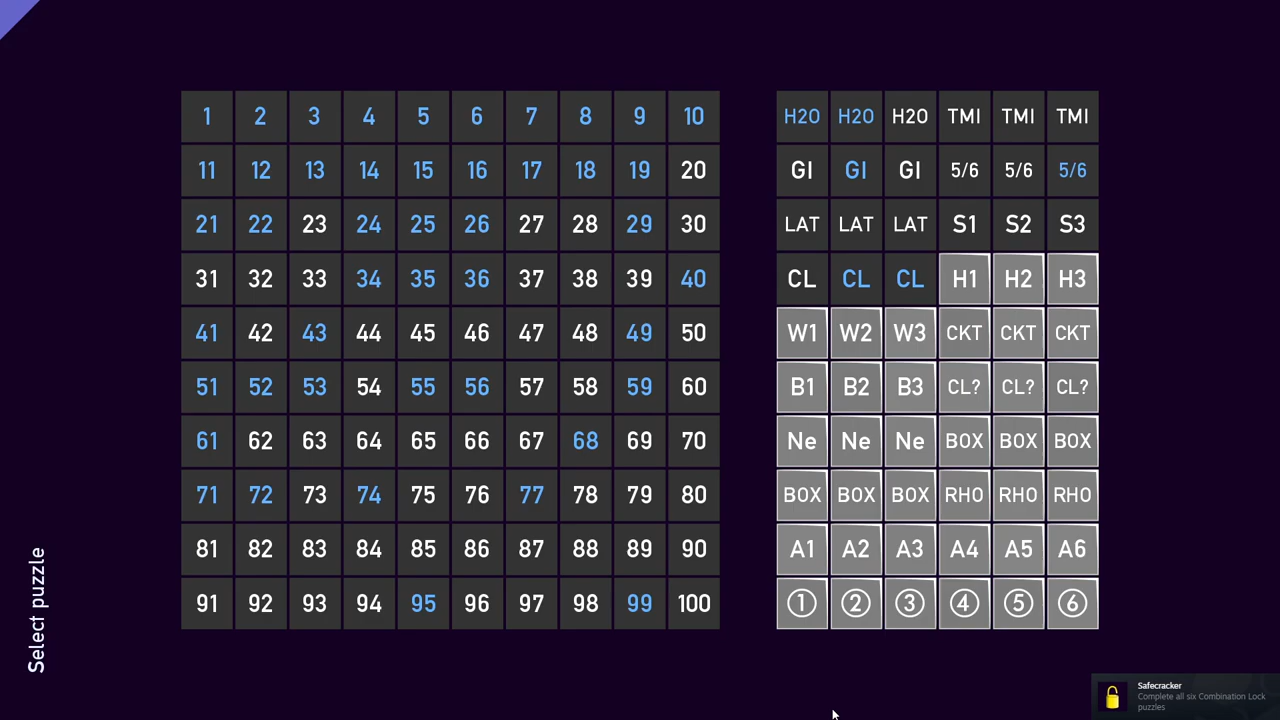 1 2 3 4 5 6 7 8 9 10 H2O H2O H2O TMI TMI TMI
11 12 13 14 15 16 17 18 19 20 GI GI GI 5/6 5/6 5/6
21 22 23 24 25 26 27 28 29 30 LAT LAT LAT S1 S2 S3
31 32 33 34 35 36 37 38 39 40 CL CL CL H1 H2 H3
41 42 43 44 45 46 47 48 49 50 W1 W2 W3 CKT CKT CKT
51 52 53 54 55 56 57 58 59 60 B1 B2 B3 CL? CL? CL?
61 62 63 64 65 66 67 68 69 70 Ne Ne Ne BOX BOX BOX
71 72 73 74 75 76 77 78 79 80 BOX BOX BOX RHO RHO RHO
81 82 83 84 85 86 87 88 89 90 A1 A2 A3 A4 A5 A6
91 92 93 94 95 96 97 98 99 100 ① ② ③ ④ ⑤ ⑥
Select puzzle
Safecracker
Complete all six Combination Lock
puzzles